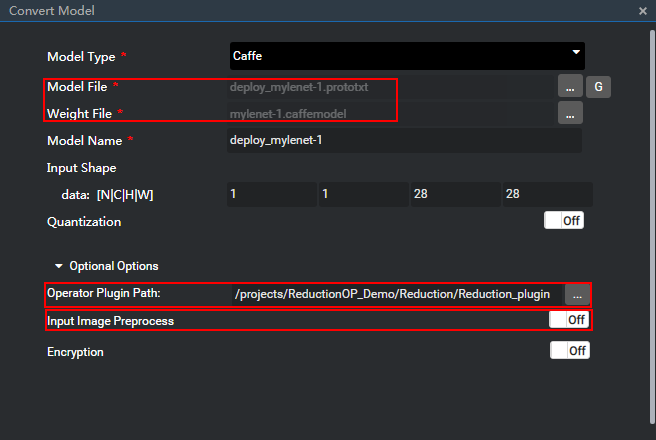 Convert Model ×
Model Type * Caffe
Model File * deploy_mylenet-1.prototxt ... G
Weight File * mylenet-1.caffemodel ...
Model Name * deploy_mylenet-1
Input Shape
data: [N|C|H|W] 1 1 28 28
Quantization Off
Optional Options
Operator Plugin Path: /projects/ReductionOP_Demo/Reduction/Reduction_plugin ...
Input Image Preprocess Off
Encryption Off